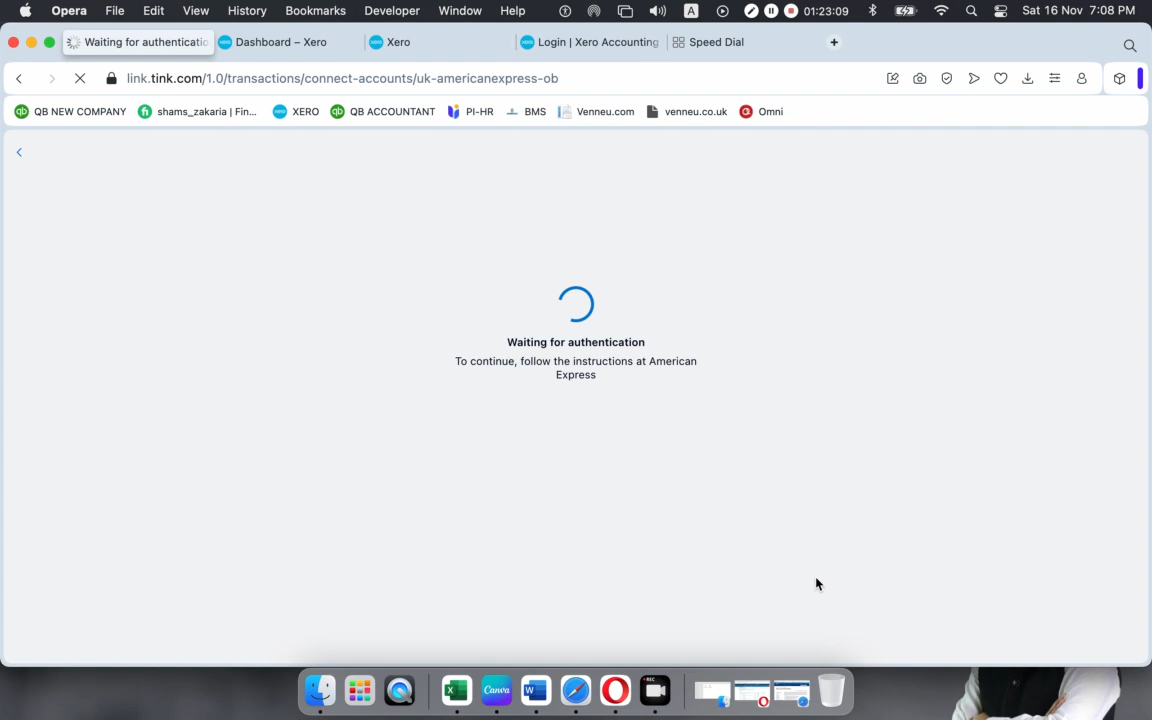 Opera File Edit View History Bookmarks Developer Window Help A 01:23:09 Sat 16 Nov 7:08 PM
Waiting for authenticatio Dashboard – Xero Xero Login | Xero Accounting Speed Dial +
link.tink.com/1.0/transactions/connect-accounts/uk-americanexpress-ob
QB NEW COMPANY shams_zakaria | Fin... XERO QB ACCOUNTANT PI-HR BMS Venneu.com venneu.co.uk Omni
Waiting for authentication
To continue, follow the instructions at American
Express
Canva